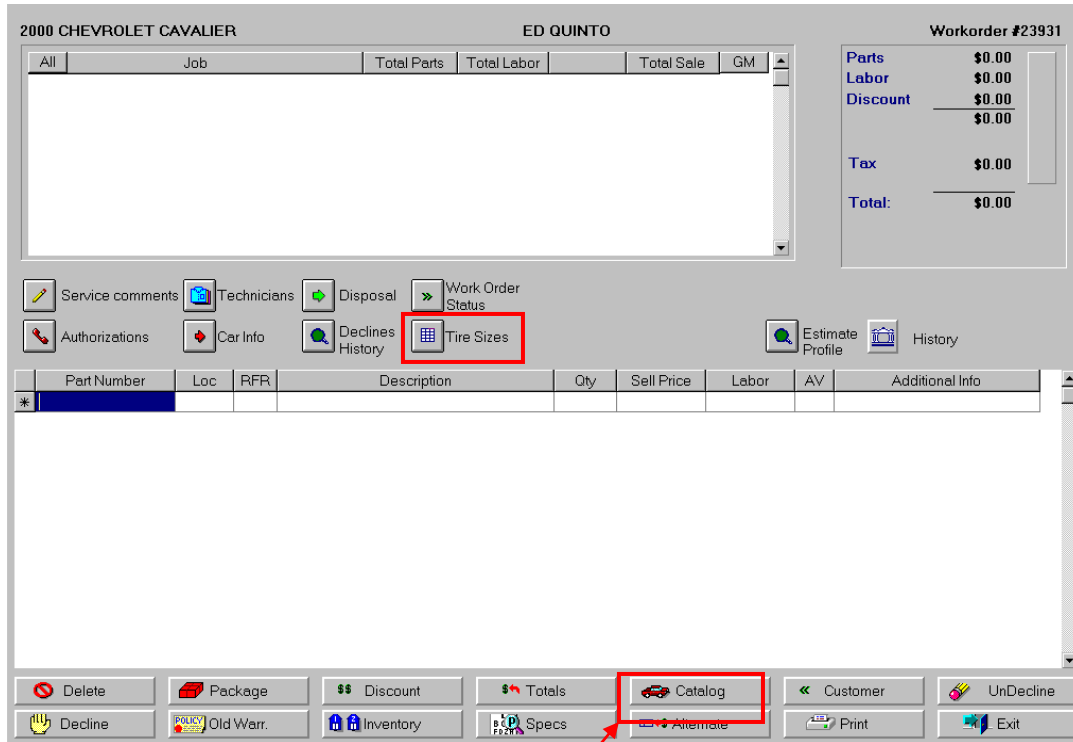 2000 CHEVROLET CAVALIER ED QUINTO Workorder #23931
All Job Total Parts Total Labor Total Sale GM
Parts $0.00
Labor $0.00
Discount $0.00
$0.00
Tax $0.00
Total: $0.00
Service comments Technicians Disposal Work Order Status
Authorizations Car Info Declines History Tire Sizes Estimate Profile History
Part Number Loc RFR Description Qty Sell Price Labor AV Additional Info
Delete Package $$ Discount Totals Catalog Customer UnDecline
Decline POLICY Old Warr. Inventory Specs Alternate Print Exit